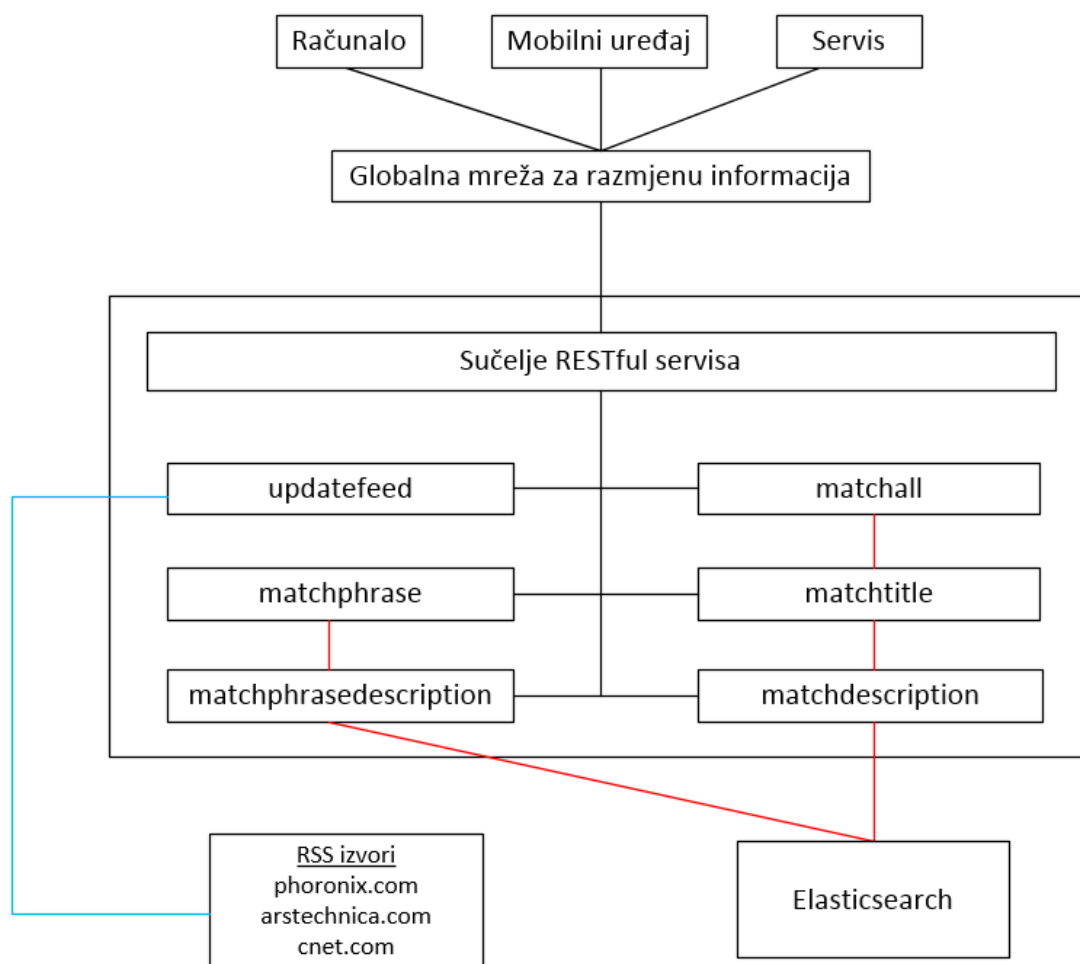 Računalo
Mobilni uređaj
Servis
Globalna mreža za razmjenu informacija
Sučelje RESTful servisa
updatefeed
matchall
matchphrase
matchtitle
matchphrasedescription
matchdescription
RSS izvori
phoronix.com
arstechnica.com
cnet.com
Elasticsearch